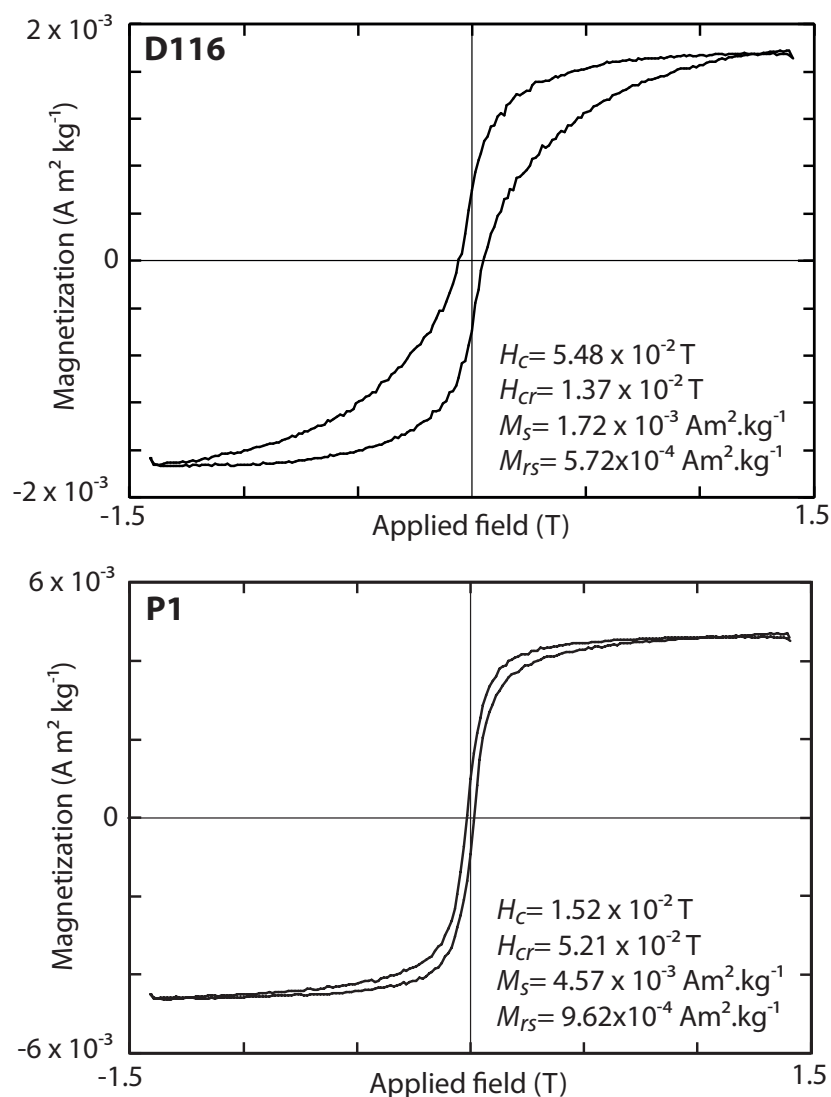 D116
2 x 10⁻³
Magnetization (A m² kg⁻¹)
0
-2 x 10⁻³
Hc= 5.48 x 10⁻² T
Hcr= 1.37 x 10⁻² T
Ms= 1.72 x 10⁻³ Am².kg⁻¹
Mrs= 5.72x10⁻⁴ Am².kg⁻¹
-1.5
Applied field (T)
1.5
P1
6 x 10⁻³
Magnetization (A m² kg⁻¹)
0
-6 x 10⁻³
Hc= 1.52 x 10⁻² T
Hcr= 5.21 x 10⁻² T
Ms= 4.57 x 10⁻³ Am².kg⁻¹
Mrs= 9.62x10⁻⁴ Am².kg⁻¹
-1.5
Applied field (T)
1.5